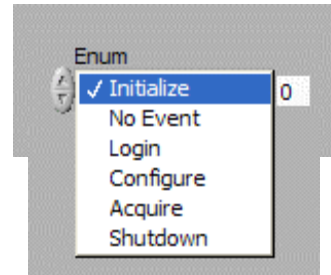 Enum
✓ Initialize 0
No Event
Login
Configure
Acquire
Shutdown